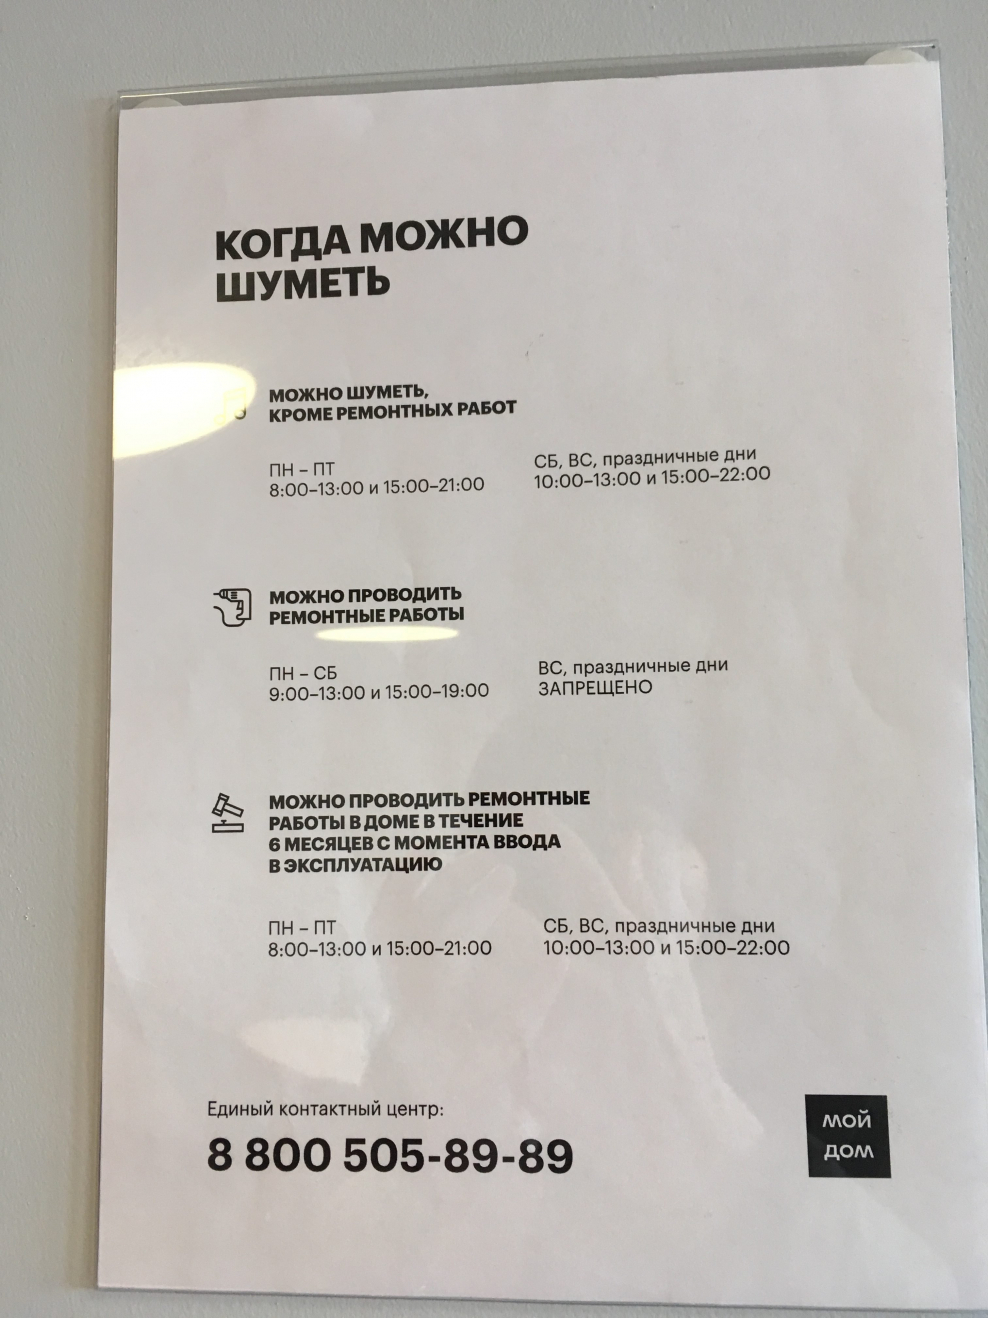 КОГДА МОЖНО
ШУМЕТЬ
МОЖНО ШУМЕТЬ,
КРОМЕ РЕМОНТНЫХ РАБОТ
ПН – ПТ
8:00–13:00 и 15:00–21:00
СБ, ВС, праздничные дни
10:00–13:00 и 15:00–22:00
МОЖНО ПРОВОДИТЬ
РЕМОНТНЫЕ РАБОТЫ
ПН – СБ
9:00–13:00 и 15:00–19:00
ВС, праздничные дни
ЗАПРЕЩЕНО
МОЖНО ПРОВОДИТЬ РЕМОНТНЫЕ
РАБОТЫ В ДОМЕ В ТЕЧЕНИЕ
6 МЕСЯЦЕВ С МОМЕНТА ВВОДА
В ЭКСПЛУАТАЦИЮ
ПН – ПТ
8:00–13:00 и 15:00–21:00
СБ, ВС, праздничные дни
10:00–13:00 и 15:00–22:00
Единый контактный центр:
8 800 505-89-89
МОЙ
ДОМ